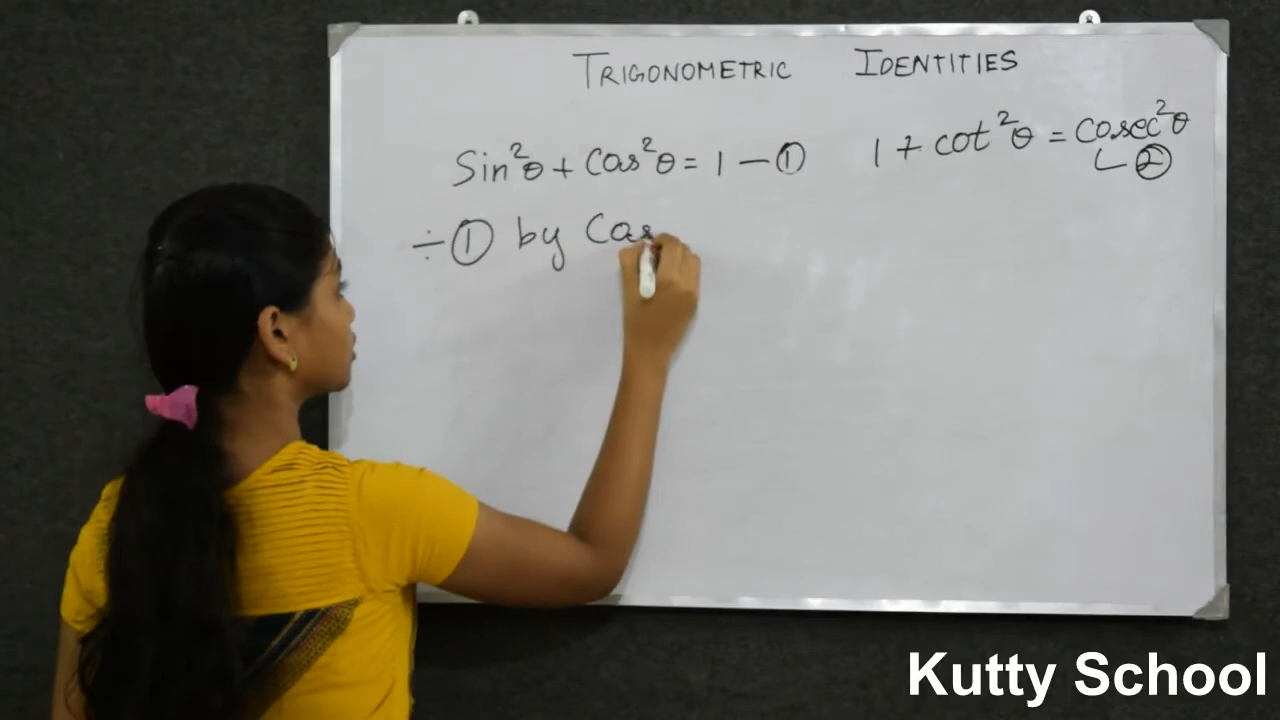 TRIGONOMETRIC IDENTITIES
Sin²θ + Cos²θ = 1 — ①
1 + cot²θ = cosec²θ
②
÷ ① by Cos
Kutty School